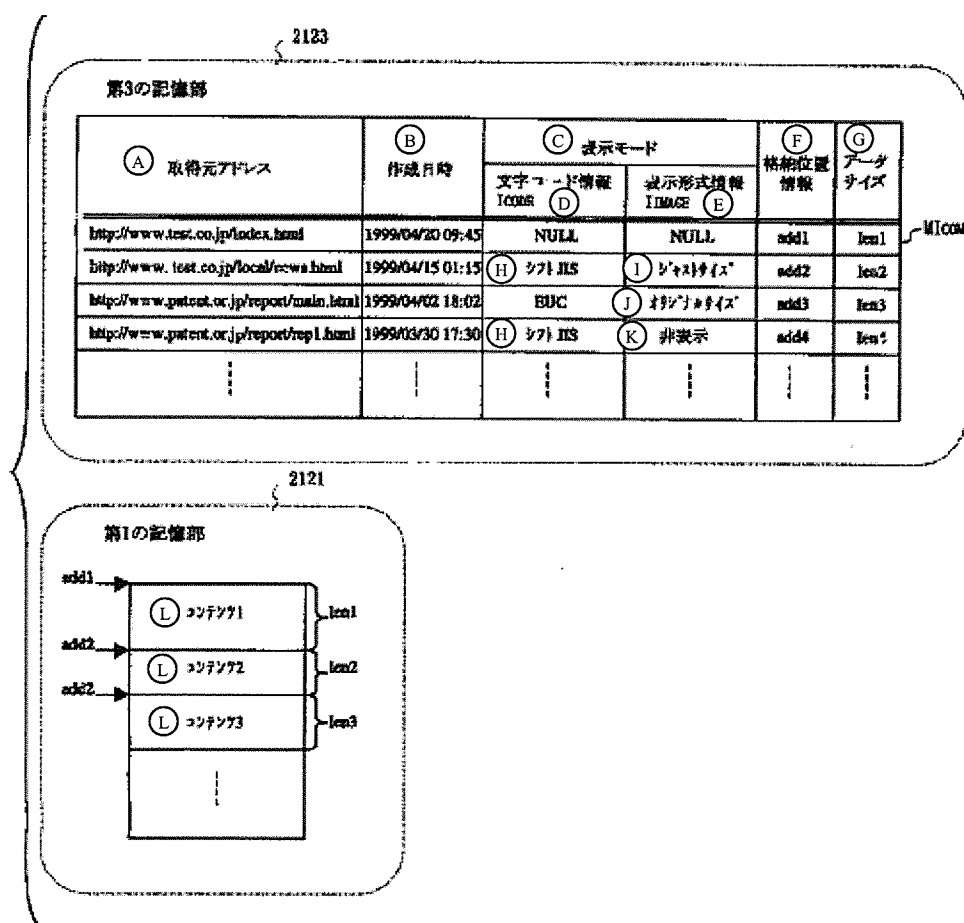 2123
第3の記憶部
A 取得元アドレス
B 作成日時
C 表示モード
文字コード情報 ICODE D
表示形式情報 IIMAGE E
F 格納位置情報
G データサイズ
http://www.test.co.jp/index.html 1999/04/20 09:45 NULL NULL add1 len1
MIcom
http://www.test.co.jp/local/news.html 1999/04/15 01:15 H シフトJIS I ジャストサイズ add2 len2
http://www.patent.or.jp/report/main.html 1999/04/02 18:02 EUC J オリジナルサイズ add3 len3
http://www.patent.or.jp/report/rep1.html 1999/03/30 17:30 H シフトJIS K 非表示 add4 len4
2121
第1の記憶部
add1
L コンテンツ1 len1
add2
L コンテンツ2 len2
add2
L コンテンツ3 len3